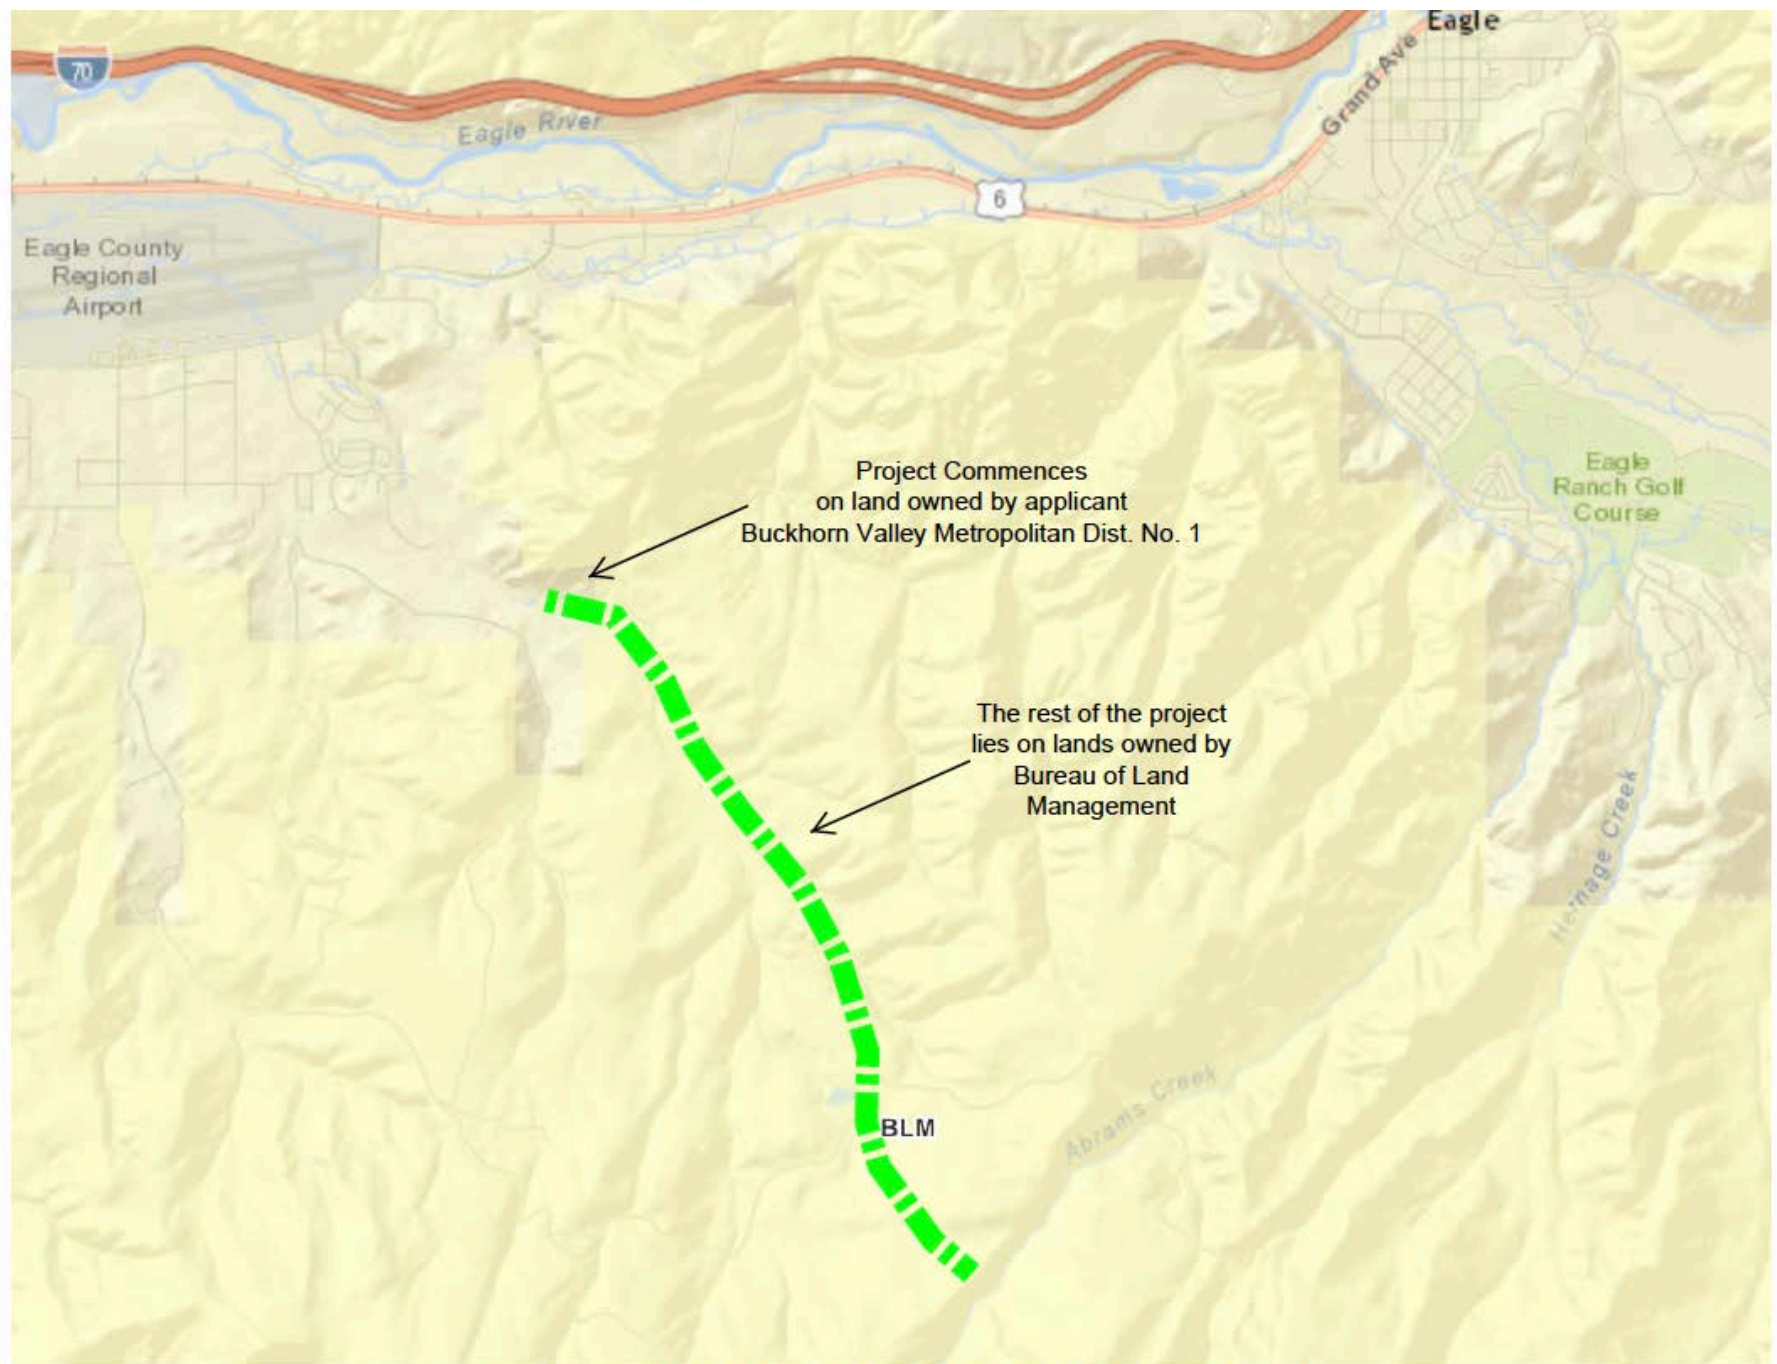 Eagle
70
Grand Ave
Eagle River
6
Eagle County
Regional
Airport
Project Commences
on land owned by applicant
Buckhorn Valley Metropolitan Dist. No. 1
Eagle
Ranch Golf
Course
The rest of the project
lies on lands owned by
Bureau of Land
Management
Hernage Creek
Abrams Creek
BLM